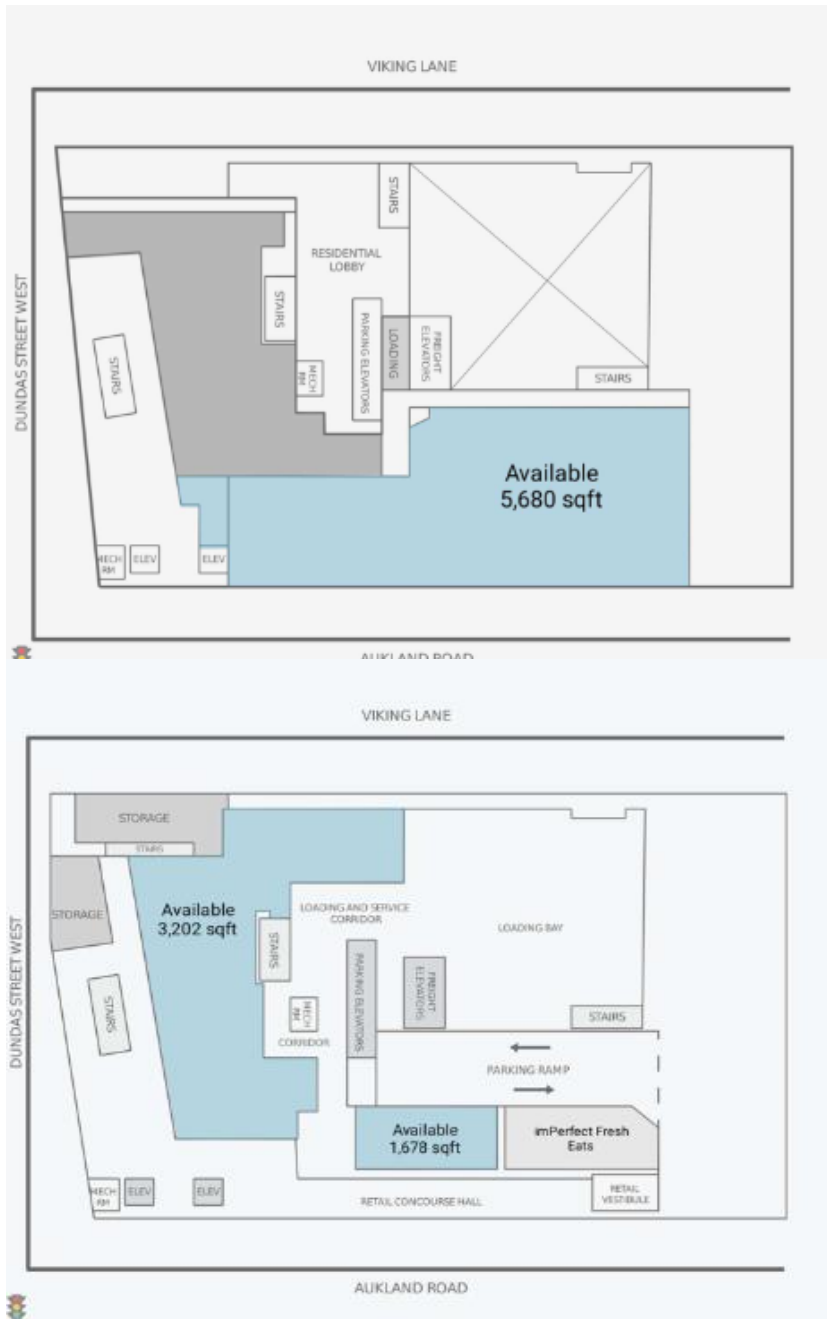 VIKING LANE
STAIRS
RESIDENTIAL
LOBBY
STAIRS
PARKING ELEVATORS
LOADING
FREIGHT
ELEVATORS
MECH
RM
STAIRS
STAIRS
DUNDAS STREET WEST
Available
5,680 sqft
MECH
RM
ELEV
ELEV
AUKLAND ROAD
VIKING LANE
STORAGE
STAIRS
STORAGE
Available
3,202 sqft
LOADING AND SERVICE
CORRIDOR
LOADING BAY
STAIRS
PARKING ELEVATORS
FREIGHT
ELEVATORS
STAIRS
MECH
RM
CORRIDOR
STAIRS
DUNDAS STREET WEST
PARKING RAMP
Available
1,678 sqft
imPerfect Fresh
Eats
MECH
RM
ELEV
ELEV
RETAIL CONCOURSE HALL
RETAIL
VESTIBULE
AUKLAND ROAD